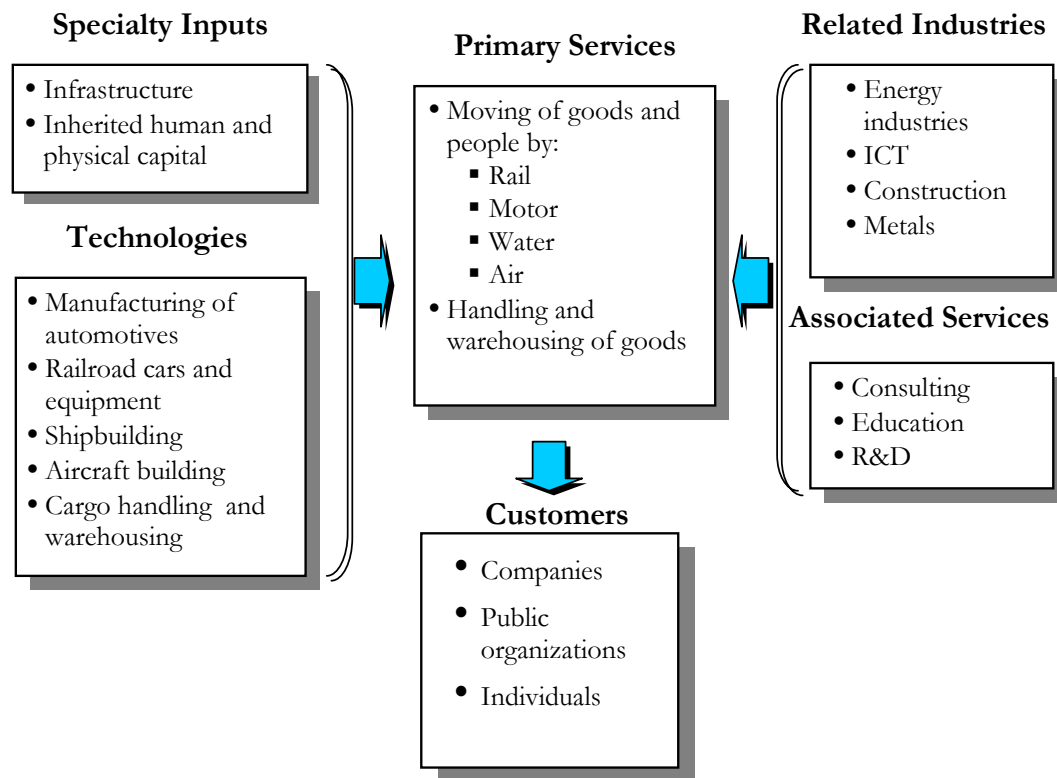 Specialty Inputs
• Infrastructure
• Inherited human and
physical capital
Technologies
• Manufacturing of
automotives
• Railroad cars and
equipment
• Shipbuilding
• Aircraft building
• Cargo handling and
warehousing
Primary Services
• Moving of goods and
people by:
▪ Rail
▪ Motor
▪ Water
▪ Air
• Handling and
warehousing of goods
Related Industries
• Energy
industries
• ICT
• Construction
• Metals
Associated Services
• Consulting
• Education
• R&D
Customers
• Companies
• Public
organizations
• Individuals